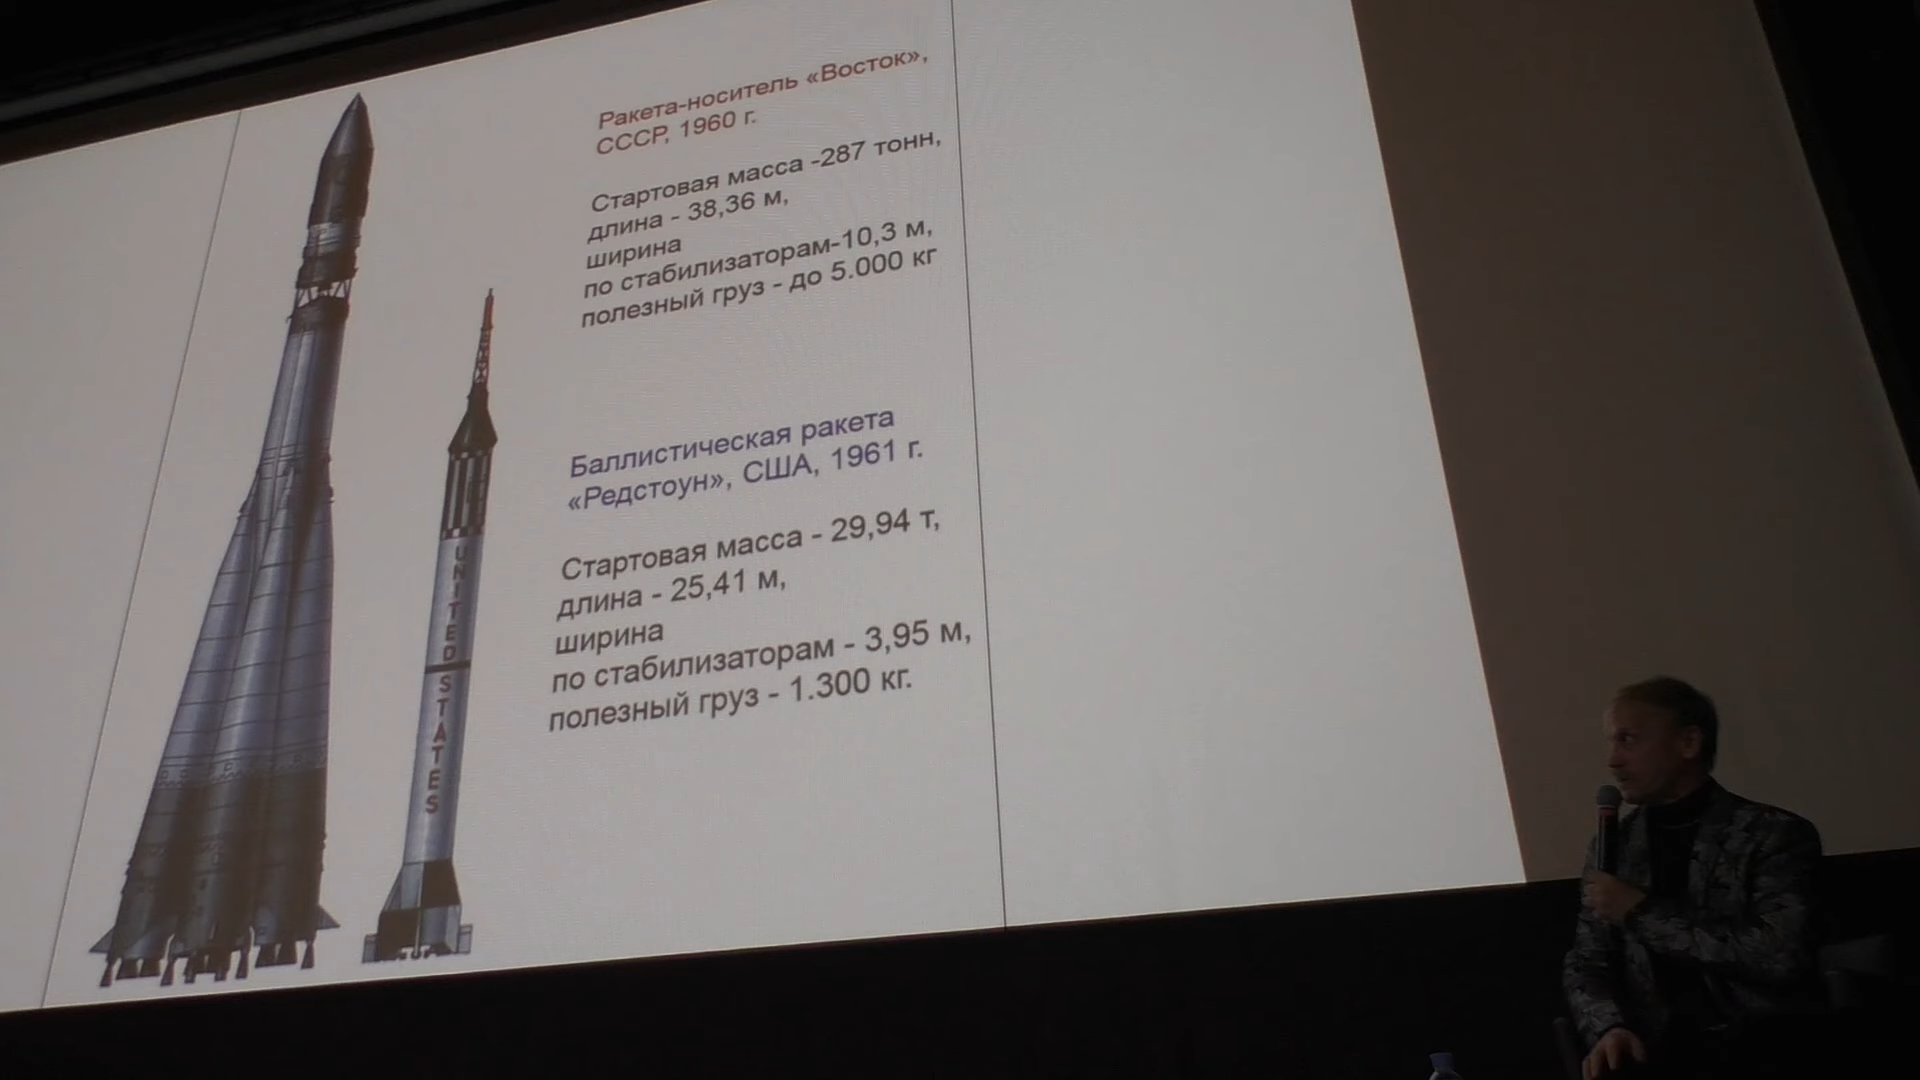 Ракета-носитель «Восток»,
СССР, 1960 г.
Стартовая масса -287 тонн,
длина - 38,36 м,
ширина
по стабилизаторам-10,3 м,
полезный груз - до 5.000 кг
Баллистическая ракета
«Редстоун», США, 1961 г.
Стартовая масса - 29,94 т,
длина - 25,41 м,
ширина
по стабилизаторам - 3,95 м,
полезный груз - 1.300 кг.
UNITED STATES